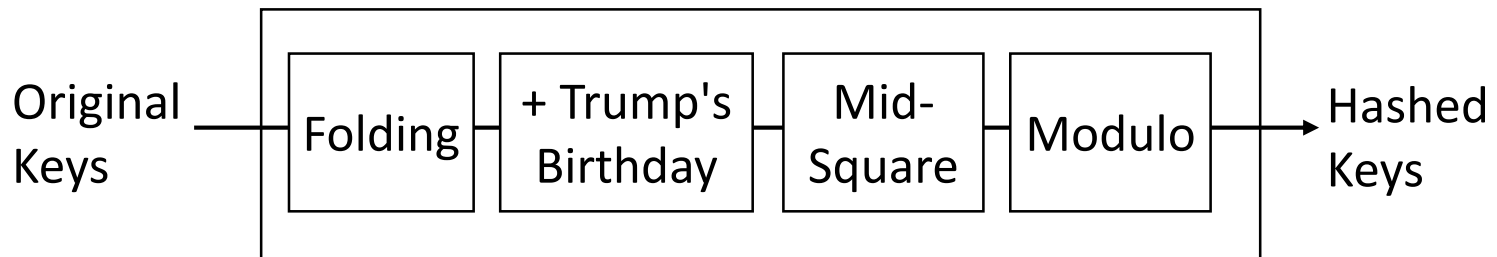 Original
Keys
Folding
+ Trump's
Birthday
Mid-
Square
Modulo
Hashed
Keys